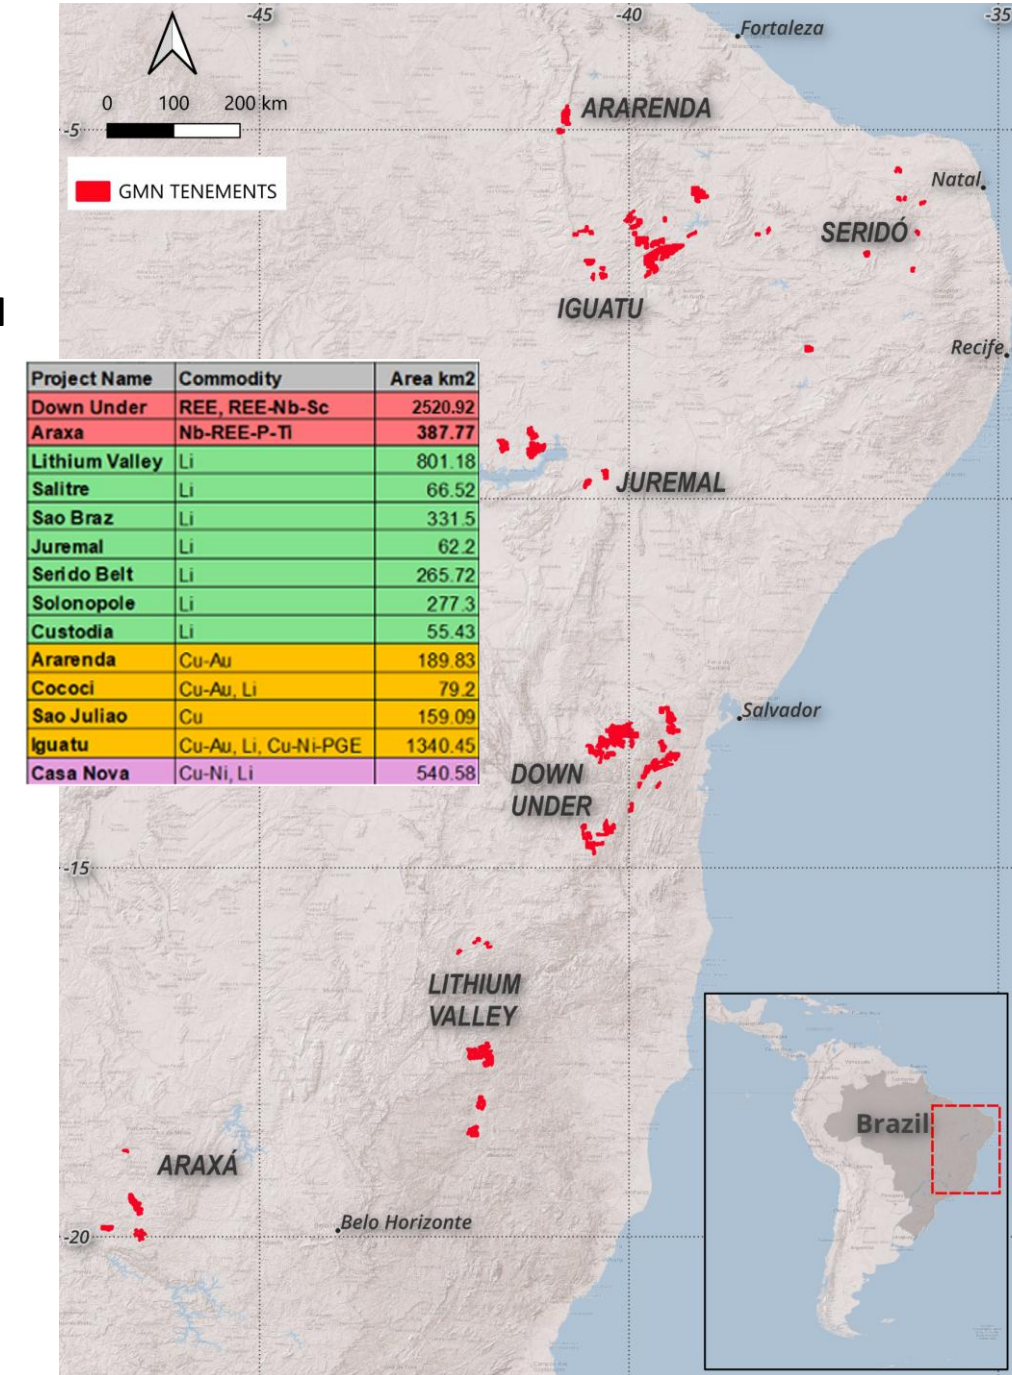 -45
-40
-35
Fortaleza
0 100 200 km
ARARENDA
-5
GMN TENEMENTS
Natal
SERIDÓ
IGUATU
Recife
Project Name Commodity Area km2
Down Under REE, REE-Nb-Sc 2520.92
Araxa Nb-REE-P-Ti 387.77
Lithium Valley Li 801.18
Salitre Li 66.52
Sao Braz Li 331.5
Juremal Li 62.2
Serido Belt Li 265.72
Solonopole Li 277.3
Custodia Li 55.43
Ararenda Cu-Au 189.83
Cococi Cu-Au, Li 79.2
Sao Juliao Cu 159.09
Iguatu Cu-Au, Li, Cu-Ni-PGE 1340.45
Casa Nova Cu-Ni, Li 540.58
JUREMAL
Salvador
DOWN
UNDER
-15
LITHIUM
VALLEY
Brazil
ARAXÁ
Belo Horizonte
-20